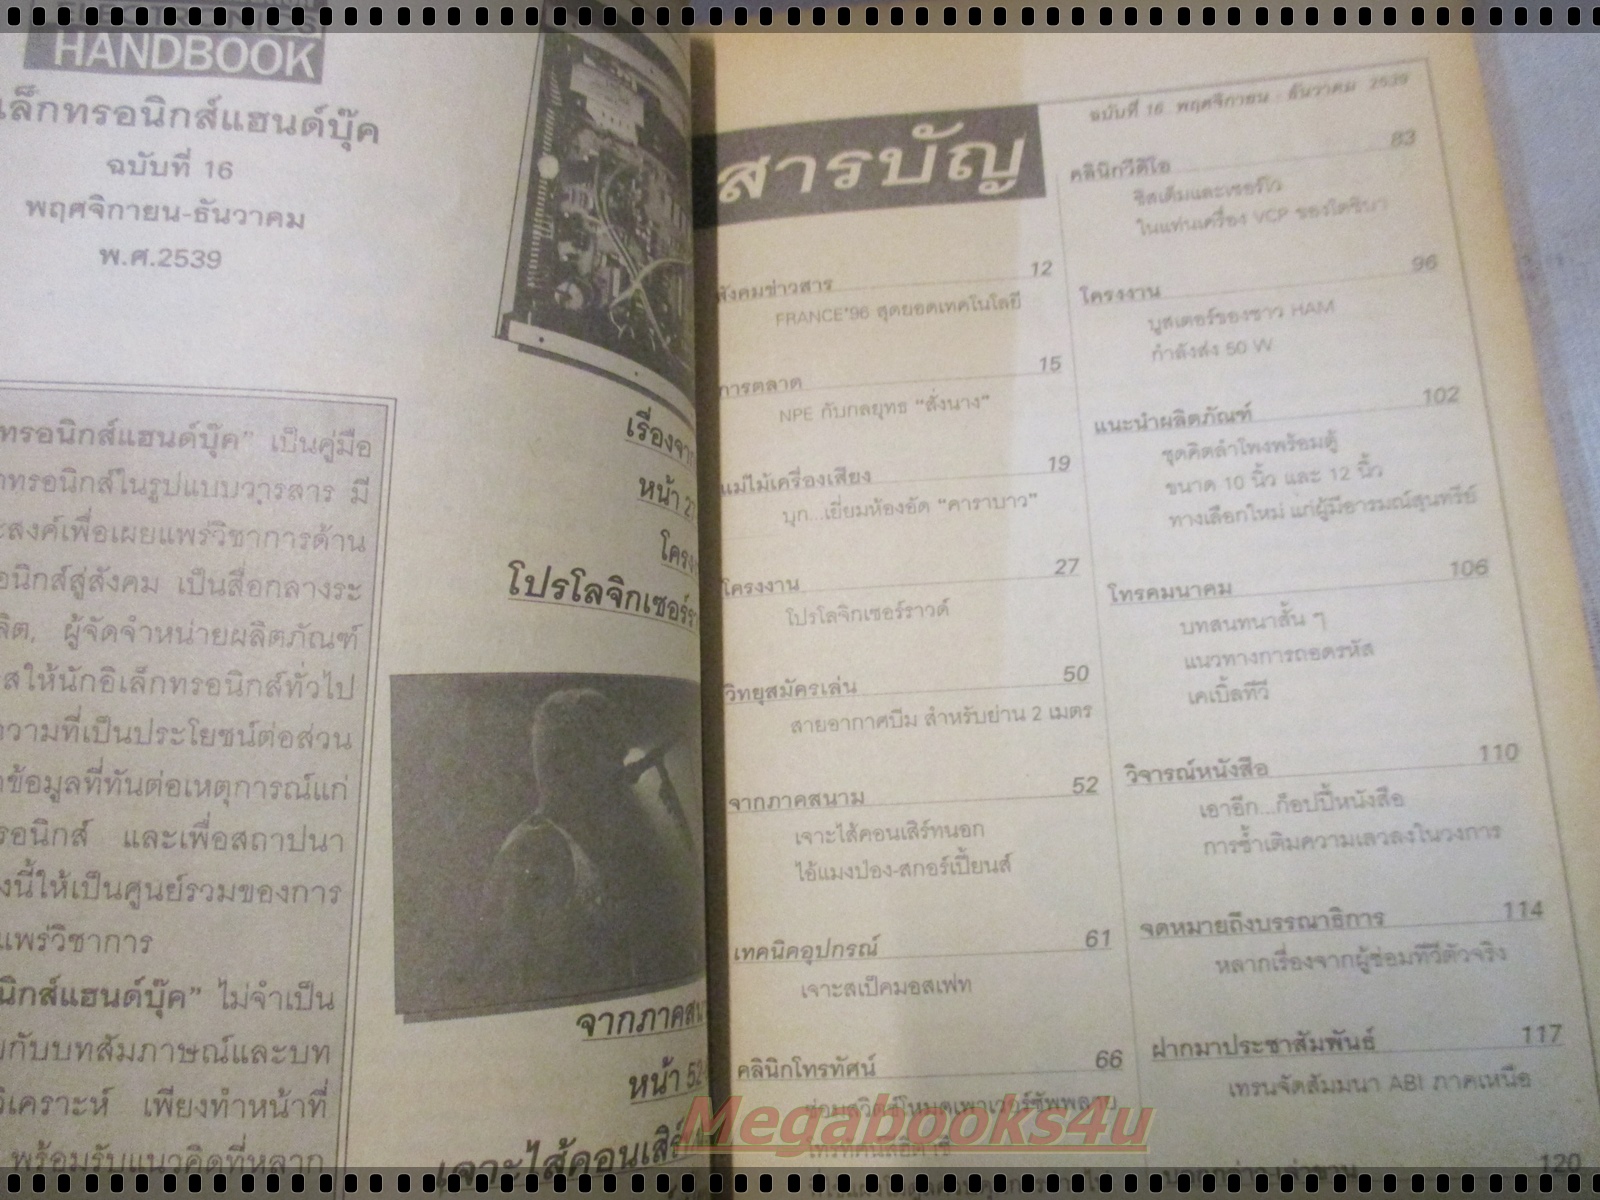 ELECTRONICS
HANDBOOK
เล็กทรอนิกส์แฮนด์บุ๊ค
ฉบับที่ 16
พฤศจิกายน-ธันวาคม
พ.ศ.2539
ทรอนิกส์แฮนด์บุ๊ค” เป็นคู่มือ
ทรอนิกส์ในรูปแบบวารสาร มี
ะสงค์เพื่อเผยแพร่วิชาการด้าน
อนิกส์สู่สังคม เป็นสื่อกลางระ
ลิต, ผู้จัดจำหน่ายผลิตภัณฑ์
สให้นักอิเล็กทรอนิกส์ทั่วไป
ความที่เป็นประโยชน์ต่อส่วน
ข้อมูลที่ทันต่อเหตุการณ์แก่
รอนิกส์ และเพื่อสถาปนา
งนี้ให้เป็นศูนย์รวมของการ
แพร่วิชาการ
นิกส์แฮนด์บุ๊ค” ไม่จำเป็น
กับบทสัมภาษณ์และบท
วิเคราะห์ เพียงทำหน้าที่
พร้อมรับแนวคิดที่หลาก
เรื่องจาก
หน้า 27
โครง
โปรโลจิกเซอร์รา
จากภาคสน
หน้า 52
เจาะไส้คอนเสิร์
สารบัญ
ฉบับที่ 16 พฤศจิกายน - ธันวาคม 2539
สังคมข่าวสาร 12
FRANCE'96 สุดยอดเทคโนโลยี
การตลาด 15
NPE กับกลยุทธ “สั่งนาง”
แม่ไม้เครื่องเสียง 19
บุก...เยี่ยมห้องอัด “คาราบาว”
โครงงาน 27
โปรโลจิกเซอร์ราวด์
วิทยุสมัครเล่น 50
สายอากาศบีม สำหรับย่าน 2 เมตร
จากภาคสนาม 52
เจาะไส้คอนเสิร์ทนอก
ไอ้แมงป่อง-สกอร์เปี้ยนส์
เทคนิคอุปกรณ์ 61
เจาะสเป็คมอสเฟท
คลินิกโทรทัศน์ 66
ซ่อมสวิทช์โหมดเพาเวอร์ซัพพลาย
คลินิกวีดีโอ 83
ซิสเต็มและเซอร์โว
ในแท่นเครื่อง VCP ของโตชิบา
โครงงาน 96
บูสเตอร์ของชาว HAM
กำลังส่ง 50 W
แนะนำผลิตภัณฑ์ 102
ชุดคิตลำโพงพร้อมตู้
ขนาด 10 นิ้ว และ 12 นิ้ว
ทางเลือกใหม่ แก่ผู้มีอารมณ์สุนทรีย์
โทรคมนาคม 106
บทสนทนาสั้น ๆ
แนวทางการถอดรหัส
เคเบิ้ลทีวี
วิจารณ์หนังสือ 110
เอาอีก...ก็อปปี้หนังสือ
การซ้ำเติมความเลวลงในวงการ
จดหมายถึงบรรณาธิการ 114
หลากเรื่องจากผู้ซ่อมทีวีตัวจริง
ฝากมาประชาสัมพันธ์ 117
เทรนจัดสัมมนา ABI ภาคเหนือ
120
Megabooks4u